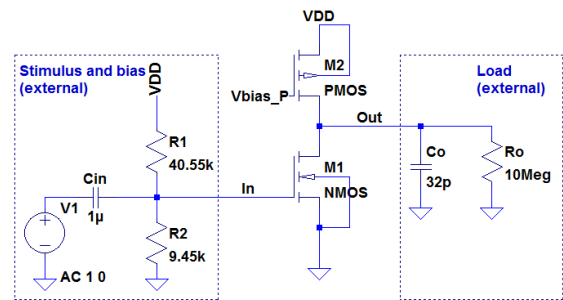 VDD
Stimulus and bias
(external)
VDD
M2
Vbias_P
PMOS
Load
(external)
Out
R1
40.55k
Cin
1µ
In
M1
NMOS
Co
32p
Ro
10Meg
V1
R2
9.45k
AC 1 0